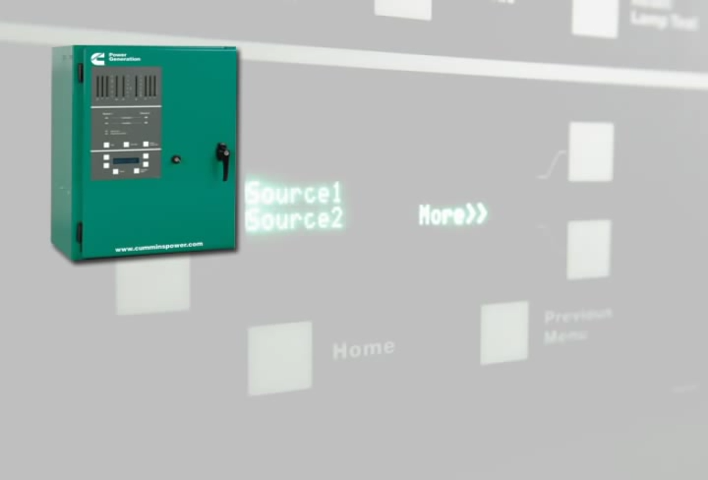 Lamp Test
Power
Generation
Source1
Source2 More>>
www.cumminspower.com
Previous
Menu
Home